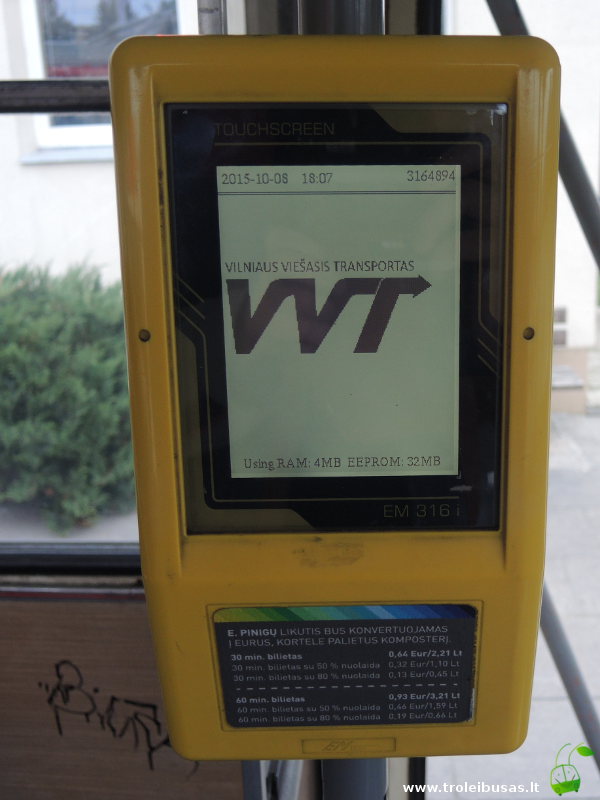 TOUCHSCREEN
2015-10-08 18:07 3164894
VILNIAUS VIEŠASIS TRANSPORTAS
VVT
Using RAM: 4MB EEPROM: 32MB
EM 316 i
E. PINIGŲ LIKUTIS BUS KONVERTUOJAMAS
Į EURUS, KORTELE PALIETUS KOMPOSTERĮ.
30 min. bilietas 0,64 Eur/2,21 Lt
30 min. bilietas su 50 % nuolaida 0,32 Eur/1,10 Lt
30 min. bilietas su 80 % nuolaida 0,13 Eur/0,45 Lt
60 min. bilietas 0,93 Eur/3,21 Lt
60 min. bilietas su 50 % nuolaida 0,46 Eur/1,59 Lt
60 min. bilietas su 80 % nuolaida 0,19 Eur/0,66 Lt
www.troleibusas.lt